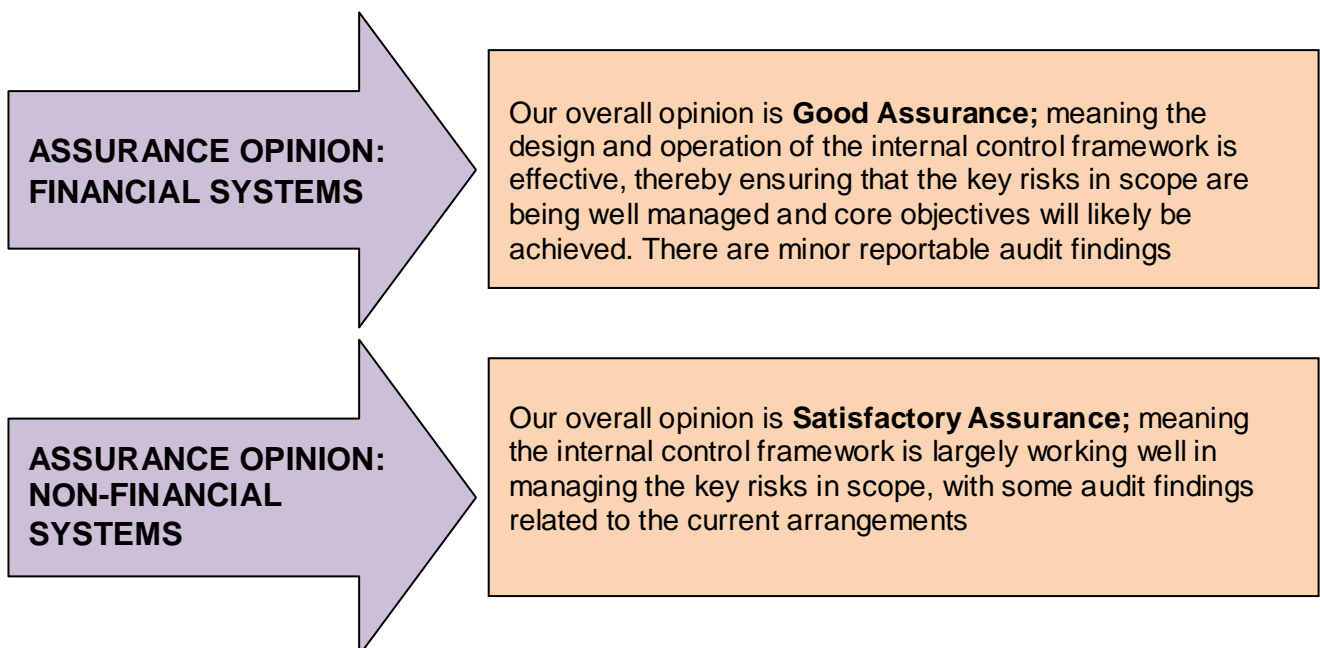 ASSURANCE OPINION:
FINANCIAL SYSTEMS
Our overall opinion is Good Assurance; meaning the
design and operation of the internal control framework is
effective, thereby ensuring that the key risks in scope are
being well managed and core objectives will likely be
achieved. There are minor reportable audit findings
ASSURANCE OPINION:
NON-FINANCIAL
SYSTEMS
Our overall opinion is Satisfactory Assurance; meaning
the internal control framework is largely working well in
managing the key risks in scope, with some audit findings
related to the current arrangements